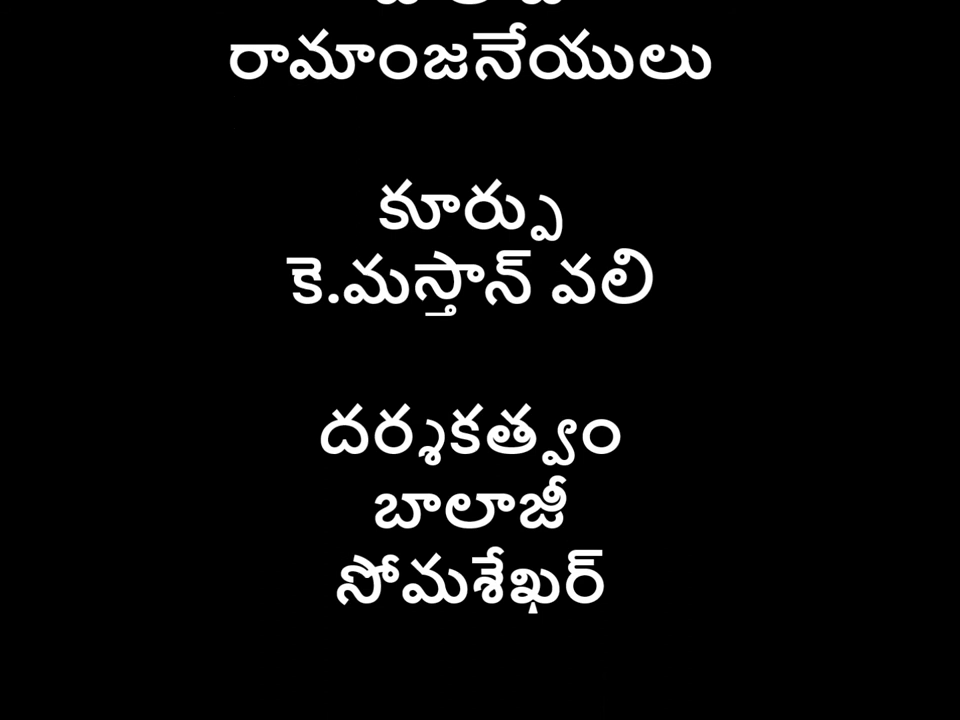 రామాంజనేయులు
కూర్పు
కె.మస్తాన్ వలి
దర్శకత్వం
బాలాజీ
సోమశేఖర్